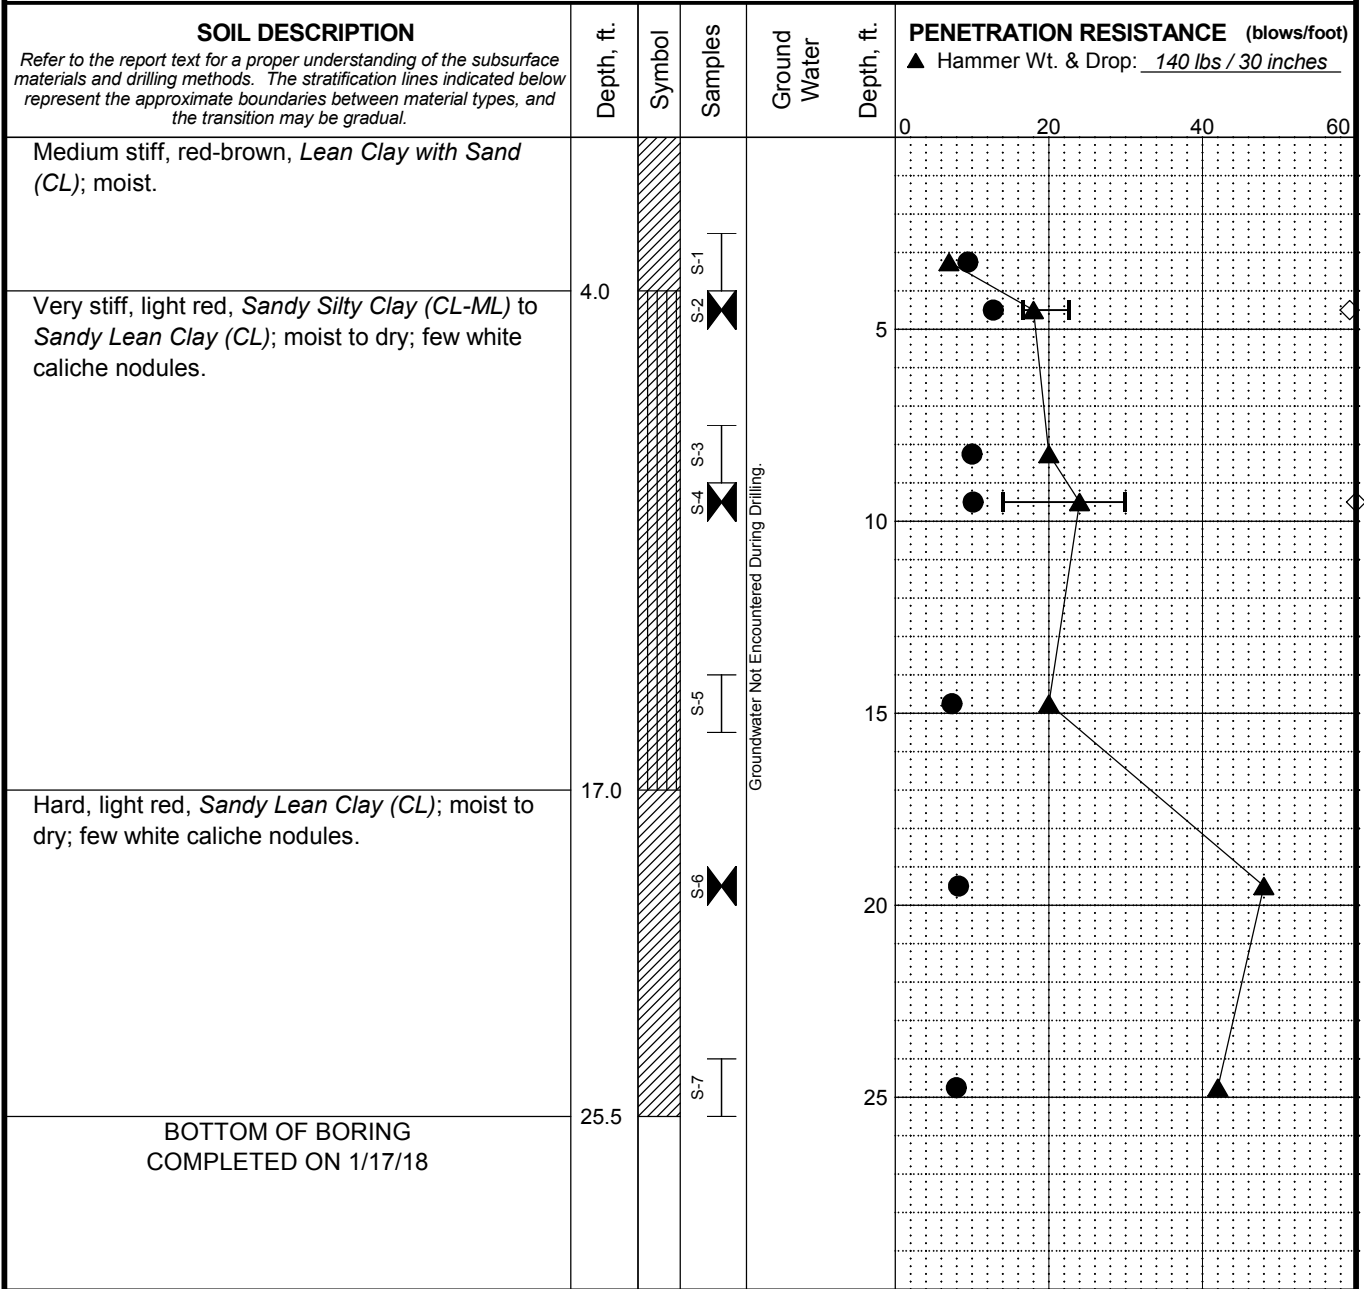 SOIL DESCRIPTION
Refer to the report text for a proper understanding of the subsurface
materials and drilling methods. The stratification lines indicated below
represent the approximate boundaries between material types, and
the transition may be gradual.
Depth, ft.
Symbol
Samples
Ground
Water
Depth, ft.
PENETRATION RESISTANCE (blows/foot)
▲ Hammer Wt. & Drop: 140 lbs / 30 inches
0 20 40 60
Medium stiff, red-brown, Lean Clay with Sand
(CL); moist.
S-1
4.0
Very stiff, light red, Sandy Silty Clay (CL-ML) to
Sandy Lean Clay (CL); moist to dry; few white
caliche nodules.
S-2
5
S-3
S-4
10
Groundwater Not Encountered During Drilling.
S-5
15
17.0
Hard, light red, Sandy Lean Clay (CL); moist to
dry; few white caliche nodules.
S-6
20
S-7
25
25.5
BOTTOM OF BORING
COMPLETED ON 1/17/18